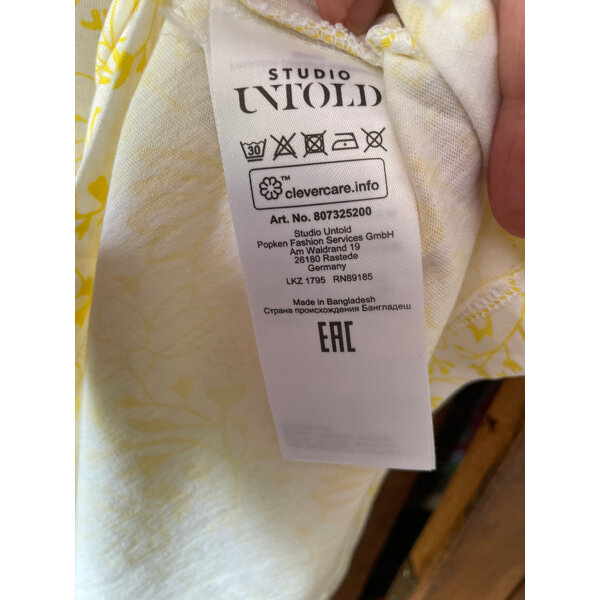 STUDIO
UNTOLD
30
™
clevercare.info
Art. No. 807325200
Studio Untold
Popken Fashion Services GmbH
Am Waldrand 19
26180 Rastede
Germany
LKZ 1795 RN89185
Made in Bangladesh
Страна происхождения Бангладеш
EAC